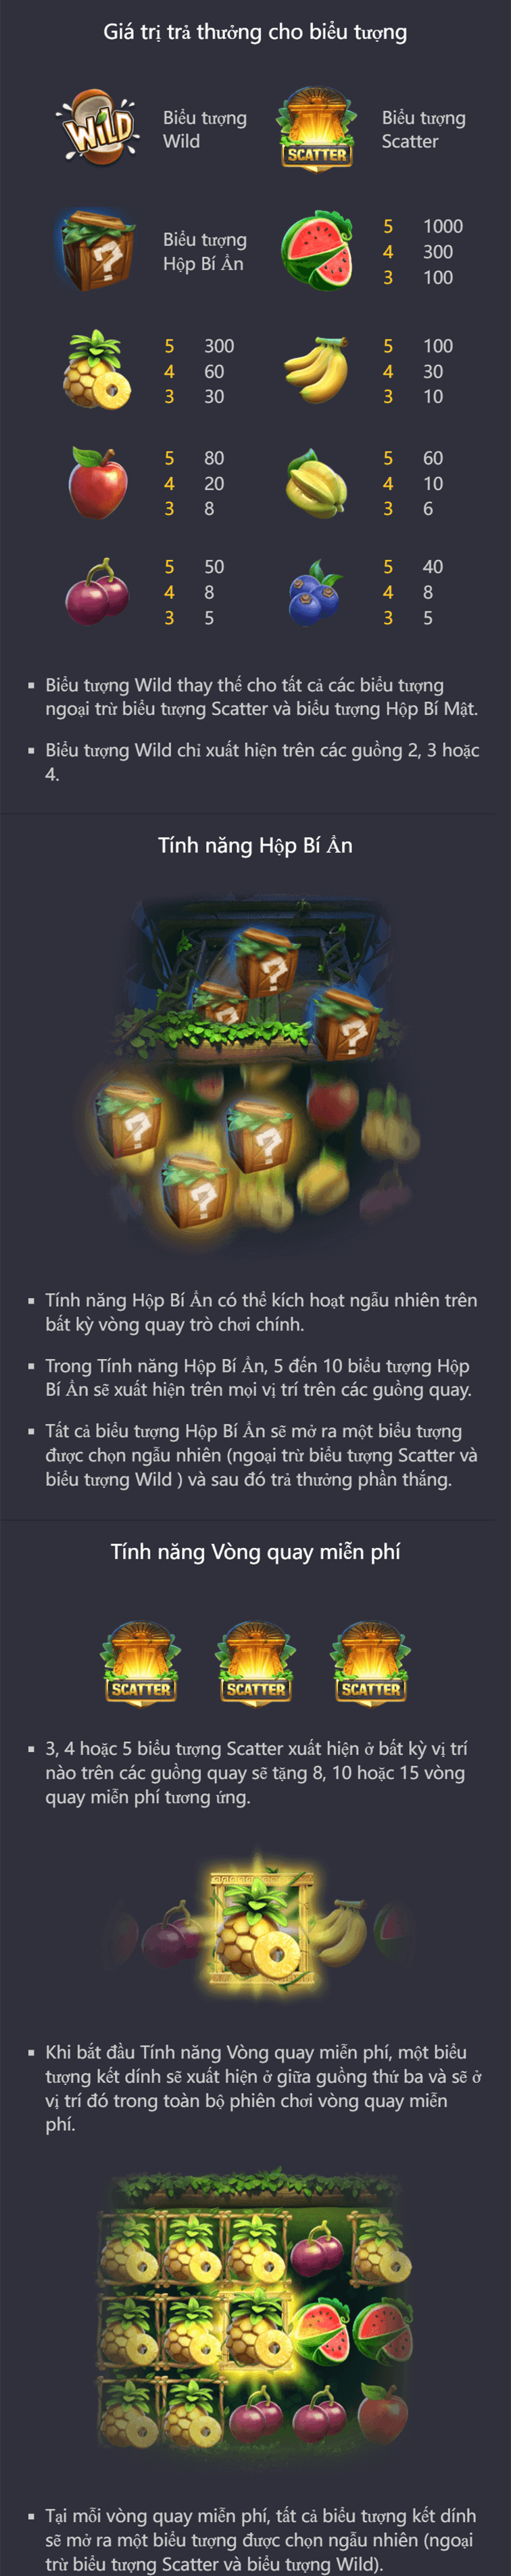 Giá trị trả thưởng cho biểu tượng
WILD
Biểu tượng
Wild
SCATTER
Biểu tượng
Scatter
?
Biểu tượng
Hộp Bí Ẩn
5 1000
4 300
3 100
5 300
4 60
3 30
5 100
4 30
3 10
5 80
4 20
3 8
5 60
4 10
3 6
5 50
4 8
3 5
5 40
4 8
3 5
▪ Biểu tượng Wild thay thế cho tất cả các biểu tượng
ngoại trừ biểu tượng Scatter và biểu tượng Hộp Bí Mật.
▪ Biểu tượng Wild chỉ xuất hiện trên các guồng 2, 3 hoặc
4.
Tính năng Hộp Bí Ẩn
?
?
?
?
?
?
▪ Tính năng Hộp Bí Ẩn có thể kích hoạt ngẫu nhiên trên
bất kỳ vòng quay trò chơi chính.
▪ Trong Tính năng Hộp Bí Ẩn, 5 đến 10 biểu tượng Hộp
Bí Ẩn sẽ xuất hiện trên mọi vị trí trên các guồng quay.
▪ Tất cả biểu tượng Hộp Bí Ẩn sẽ mở ra một biểu tượng
được chọn ngẫu nhiên (ngoại trừ biểu tượng Scatter và
biểu tượng Wild ) và sau đó trả thưởng phần thắng.
Tính năng Vòng quay miễn phí
SCATTER SCATTER SCATTER
▪ 3, 4 hoặc 5 biểu tượng Scatter xuất hiện ở bất kỳ vị trí
nào trên các guồng quay sẽ tặng 8, 10 hoặc 15 vòng
quay miễn phí tương ứng.
▪ Khi bắt đầu Tính năng Vòng quay miễn phí, một biểu
tượng kết dính sẽ xuất hiện ở giữa guồng thứ ba và sẽ ở
vị trí đó trong toàn bộ phiên chơi vòng quay miễn
phí.
▪ Tại mỗi vòng quay miễn phí, tất cả biểu tượng kết dính
sẽ mở ra một biểu tượng được chọn ngẫu nhiên (ngoại
trừ biểu tượng Scatter và biểu tượng Wild).